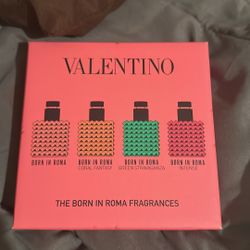 VALENTINO
BORN IN ROMA BORN IN ROMA BORN IN ROMA BORN IN ROMA
CORAL FANTASY GREEN STRAVAGANZA INTENSE
THE BORN IN ROMA FRAGRANCES